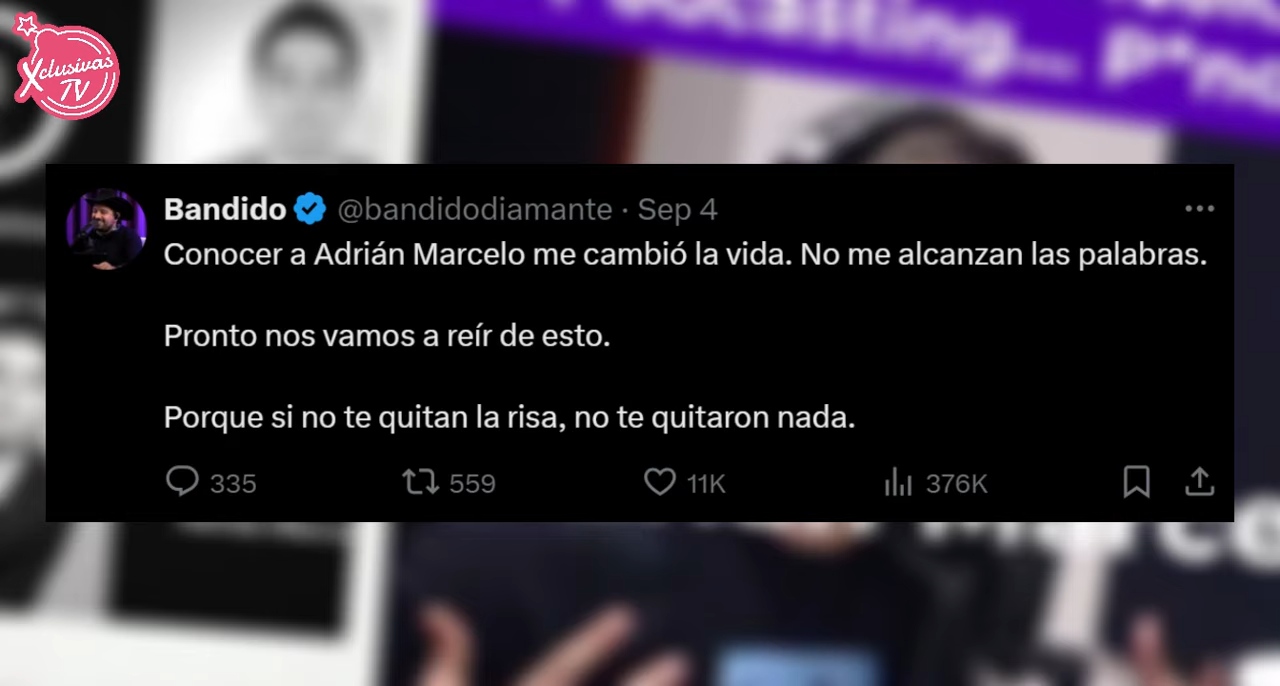 Xclusivas
TV
Bandido @bandidodiamante · Sep 4
Conocer a Adrián Marcelo me cambió la vida. No me alcanzan las palabras.
Pronto nos vamos a reír de esto.
Porque si no te quitan la risa, no te quitaron nada.
335 559 11K 376K